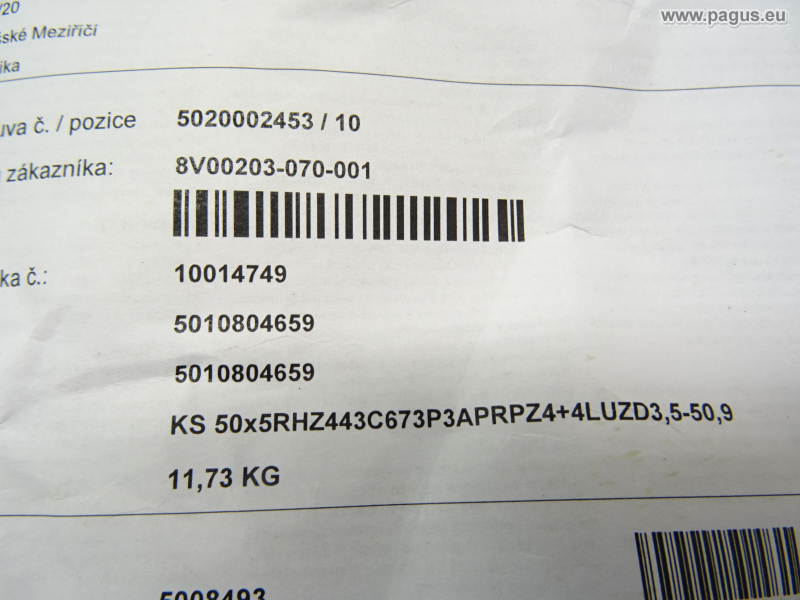 www.pagus.eu
/20
ské Meziříčí
ika
uva č. / pozice 5020002453 / 10
zákazníka: 8V00203-070-001
ka č.: 10014749
5010804659
5010804659
KS 50x5RHZ443C673P3APRPZ4+4LUZD3,5-50,9
11,73 KG
5008493